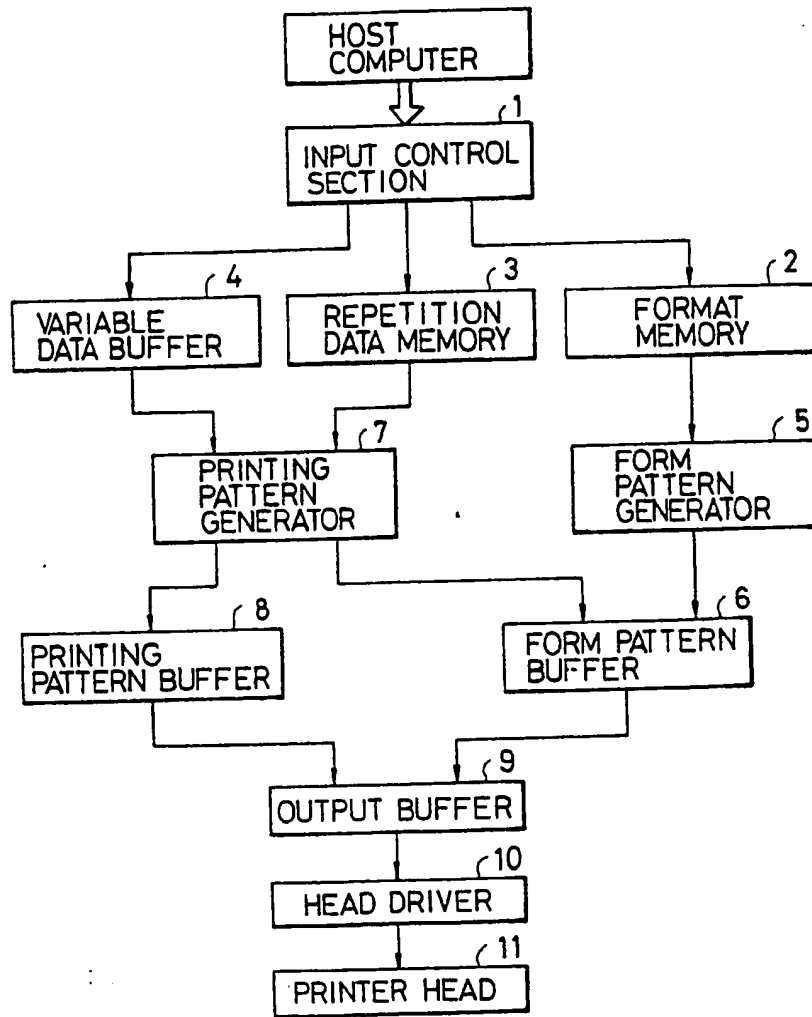 HOST
COMPUTER
1
INPUT CONTROL
SECTION
4
VARIABLE
DATA BUFFER
3
REPETITION
DATA MEMORY
2
FORMAT
MEMORY
7
PRINTING
PATTERN
GENERATOR
5
FORM
PATTERN
GENERATOR
8
PRINTING
PATTERN BUFFER
6
FORM PATTERN
BUFFER
9
OUTPUT BUFFER
10
HEAD DRIVER
11
PRINTER HEAD